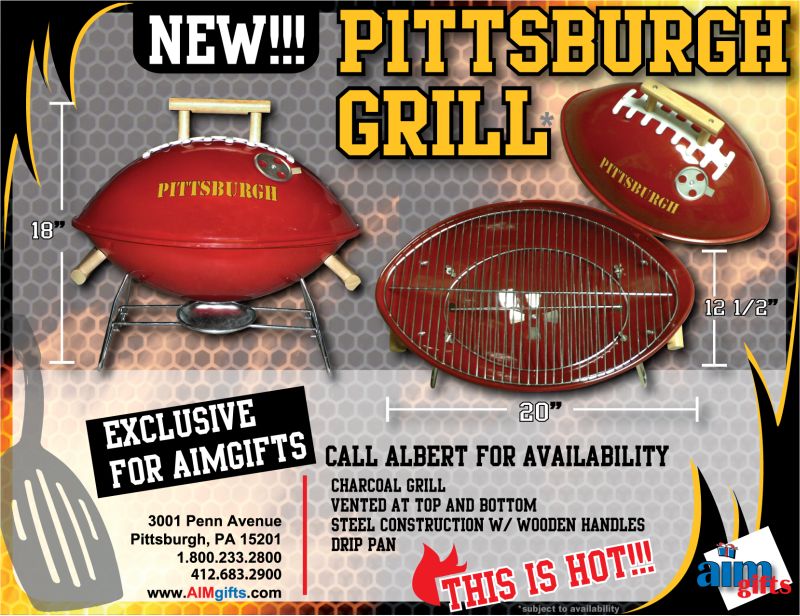 NEW!!!
PITTSBURGH
GRILL*
PITTSBURGH
PITTSBURGH
18"
12 1/2"
20"
EXCLUSIVE
FOR AIMGIFTS
CALL ALBERT FOR AVAILABILITY
CHARCOAL GRILL
VENTED AT TOP AND BOTTOM
STEEL CONSTRUCTION W/ WOODEN HANDLES
DRIP PAN
3001 Penn Avenue
Pittsburgh, PA 15201
1.800.233.2800
412.683.2900
www.AIMgifts.com
THIS IS HOT!!!
*subject to availability
aim
gifts